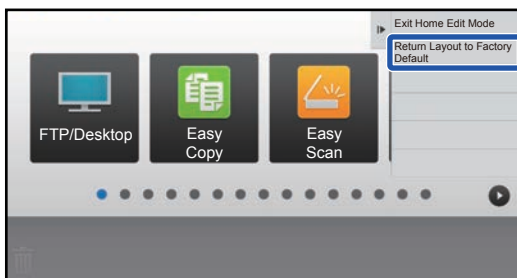 Exit Home Edit Mode
Return Layout to Factory
Default
FTP/Desktop
Easy
Copy
Easy
Scan